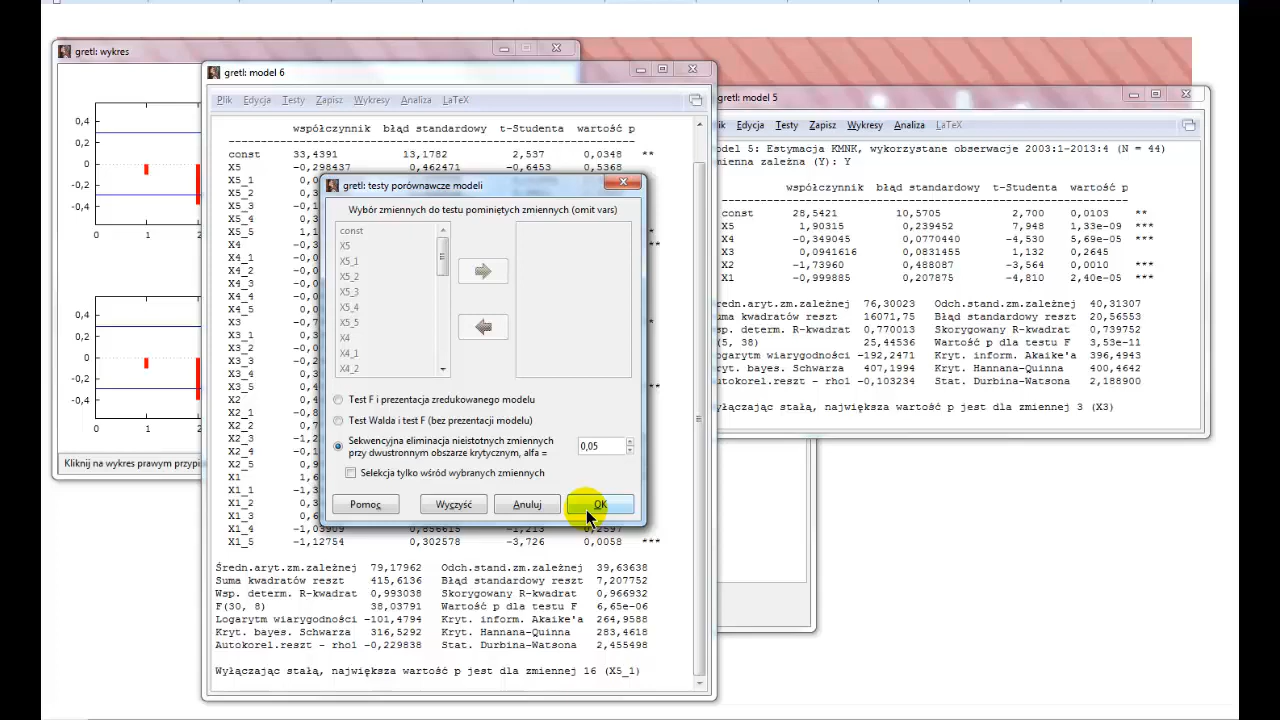 gretl: wykres
0,4
0,2
0
-0,2
-0,4
0
1
2
0,4
0,2
0
-0,2
-0,4
0
1
2
Kliknij na wykres prawym przypi
gretl: model 6
Plik Edycja Testy Zapisz Wykresy Analiza LaTeX
współczynnik błąd standardowy t-Studenta wartość p
const 33,4391 13,1782 2,537 0,0348 **
X5 -0,298437 0,462471 -0,6453 0,5368
X5_1
X5_2
X5_3
X5_4
X5_5
X4
X4_1
X4_2
X4_3
X4_4
X4_5
X3
X3_1
X3_2
X3_3
X3_4
X3_5
X2
X2_1
X2_2
X2_3
X2_4
X2_5
X1
X1_1
X1_2
X1_3
X1_4 -1,03909 0,856615 -1,213 0,2597
X1_5 -1,12754 0,302578 -3,726 0,0058 ***
Średn.aryt.zm.zależnej 79,17962 Odch.stand.zm.zależnej 39,63638
Suma kwadratów reszt 415,6136 Błąd standardowy reszt 7,207752
Wsp. determ. R-kwadrat 0,993038 Skorygowany R-kwadrat 0,966932
F(30, 8) 38,03791 Wartość p dla testu F 6,65e-06
Logarytm wiarygodności -101,4794 Kryt. inform. Akaike'a 264,9588
Kryt. bayes. Schwarza 316,5292 Kryt. Hannana-Quinna 283,4618
Autokorel.reszt - rho1 -0,229838 Stat. Durbina-Watsona 2,455498
Wyłączając stałą, największa wartość p jest dla zmiennej 16 (X5_1)
gretl: testy porównawcze modeli
Wybór zmiennych do testu pominiętych zmiennych (omit vars)
const
X5
X5_1
X5_2
X5_3
X5_4
X5_5
X4
X4_1
X4_2
Test F i prezentacja zredukowanego modelu
Test Walda i test F (bez prezentacji modelu)
Sekwencyjna eliminacja nieistotnych zmiennych
przy dwustronnym obszarze krytycznym, alfa = 0,05
Selekcja tylko wśród wybranych zmiennych
Pomoc Wyczyść Anuluj OK
gretl: model 5
ik Edycja Testy Zapisz Wykresy Analiza LaTeX
odel 5: Estymacja KMNK, wykorzystane obserwacje 2003:1-2013:4 (N = 44)
mienna zależna (Y): Y
współczynnik błąd standardowy t-Studenta wartość p
const 28,5421 10,5705 2,700 0,0103 **
X5 1,90315 0,239452 7,948 1,33e-09 ***
X4 -0,349045 0,0770440 -4,530 5,69e-05 ***
X3 0,0941616 0,0831455 1,132 0,2645
X2 -1,73960 0,488087 -3,564 0,0010 ***
X1 -0,999885 0,207875 -4,810 2,40e-05 ***
redn.aryt.zm.zależnej 76,30023 Odch.stand.zm.zależnej 40,31307
uma kwadratów reszt 16071,75 Błąd standardowy reszt 20,56553
sp. determ. R-kwadrat 0,770013 Skorygowany R-kwadrat 0,739752
(5, 38) 25,44536 Wartość p dla testu F 3,53e-11
ogarytm wiarygodności -192,2471 Kryt. inform. Akaike'a 396,4943
ryt. bayes. Schwarza 407,1994 Kryt. Hannana-Quinna 400,4642
utokorel.reszt - rho1 -0,103234 Stat. Durbina-Watsona 2,188900
yłączając stałą, największa wartość p jest dla zmiennej 3 (X3)